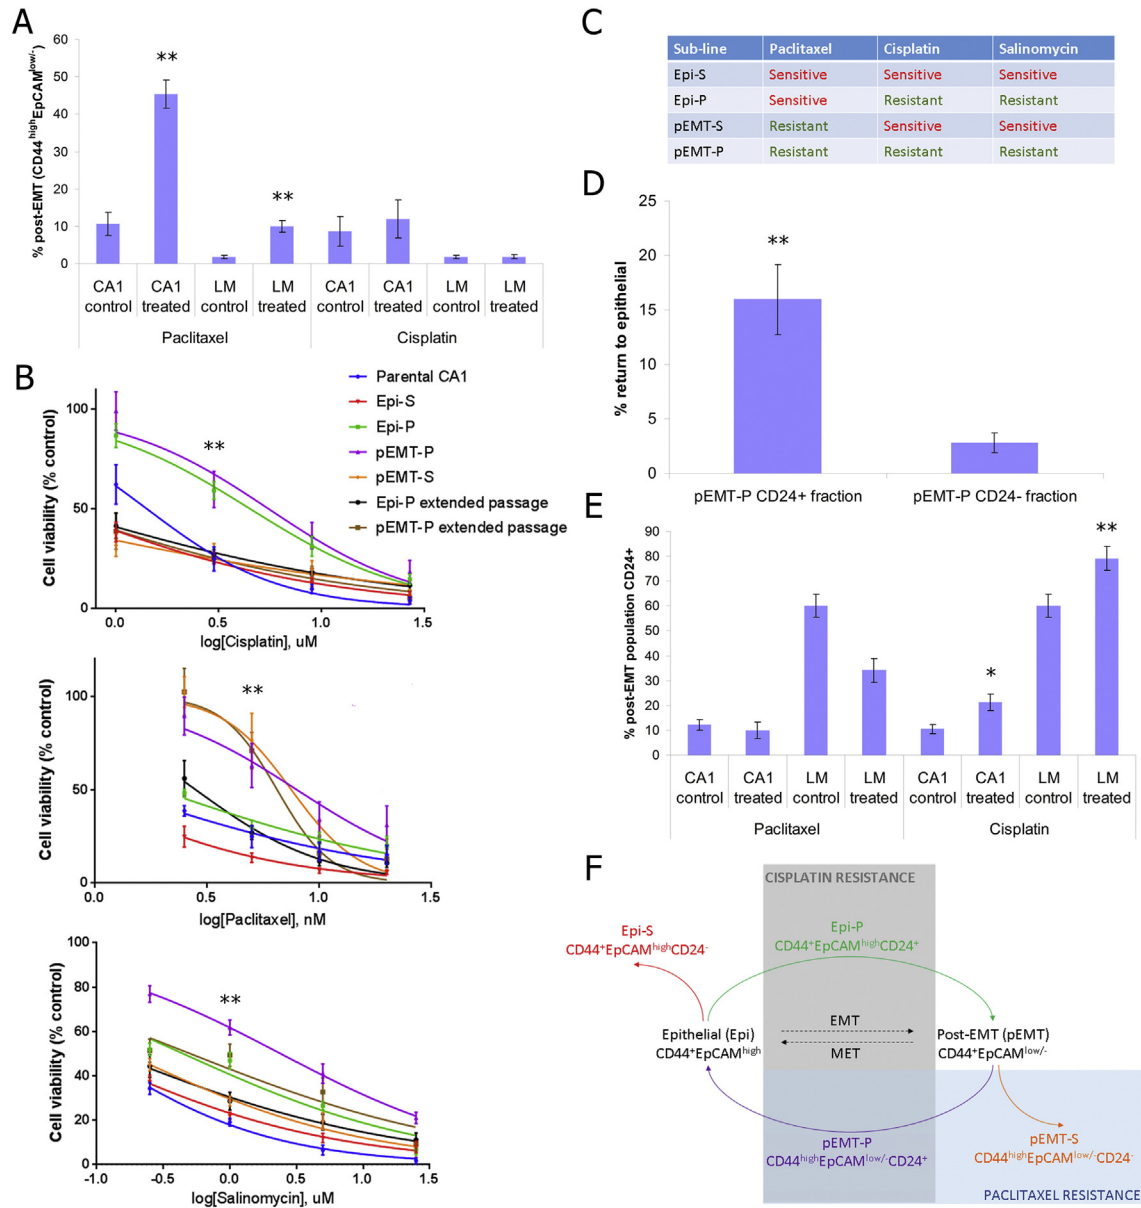 A
60
50
40
30
20
10
0
% post-EMT (CD44highEpCAMlow/-)
**
**
CA1 control
CA1 treated
LM control
LM treated
CA1 control
CA1 treated
LM control
LM treated
Paclitaxel
Cisplatin
B
Parental CA1
Epi-S
Epi-P
pEMT-P
pEMT-S
Epi-P extended passage
pEMT-P extended passage
Cell viability (% control)
100
50
0
**
0.0 0.5 1.0 1.5
log[Cisplatin], uM
Cell viability (% control)
100
50
0
**
0.0 0.5 1.0 1.5
log[Paclitaxel], nM
Cell viability (% control)
100
80
60
40
20
0
**
-1.0 -0.5 0.0 0.5 1.0 1.5
log[Salinomycin], uM
C
Sub-line Paclitaxel Cisplatin Salinomycin
Epi-S Sensitive Sensitive Sensitive
Epi-P Sensitive Resistant Resistant
pEMT-S Resistant Sensitive Sensitive
pEMT-P Resistant Resistant Resistant
D
% return to epithelial
25
20
15
10
5
0
**
pEMT-P CD24+ fraction
pEMT-P CD24- fraction
E
% post-EMT population CD24+
90
80
70
60
50
40
30
20
10
0
*
**
CA1 control
CA1 treated
LM control
LM treated
CA1 control
CA1 treated
LM control
LM treated
Paclitaxel
Cisplatin
F
CISPLATIN RESISTANCE
Epi-S
CD44+EpCAMhighCD24-
Epi-P
CD44+EpCAMhighCD24+
Epithelial (Epi)
CD44+EpCAMhigh
EMT
MET
Post-EMT (pEMT)
CD44+EpCAMlow/-
pEMT-P
CD44highEpCAMlow/-CD24+
pEMT-S
CD44highEpCAMlow/-CD24-
PACLITAXEL RESISTANCE